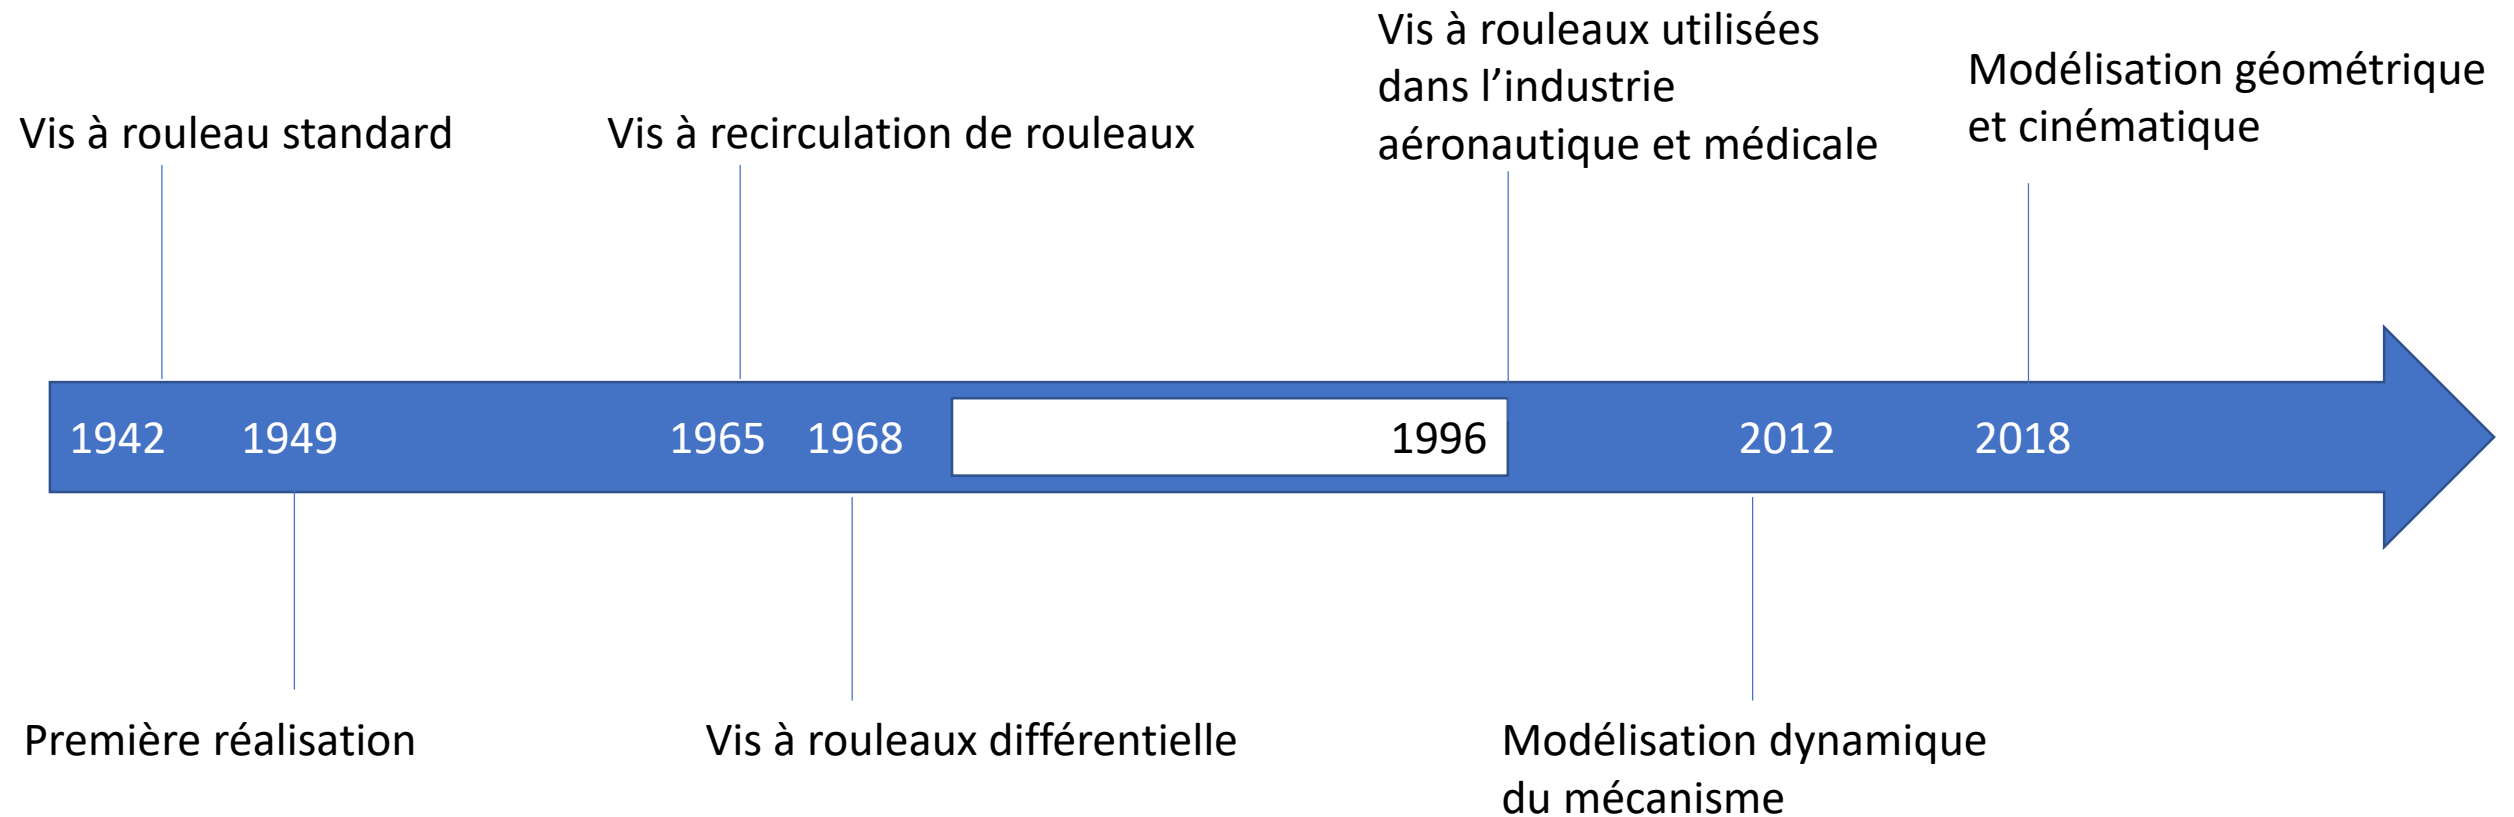 Vis à rouleau standard
Vis à recirculation de rouleaux
Vis à rouleaux utilisées
dans l’industrie
aéronautique et médicale
Modélisation géométrique
et cinématique
1942 1949 1965 1968 1996 2012 2018
Première réalisation
Vis à rouleaux différentielle
Modélisation dynamique
du mécanisme